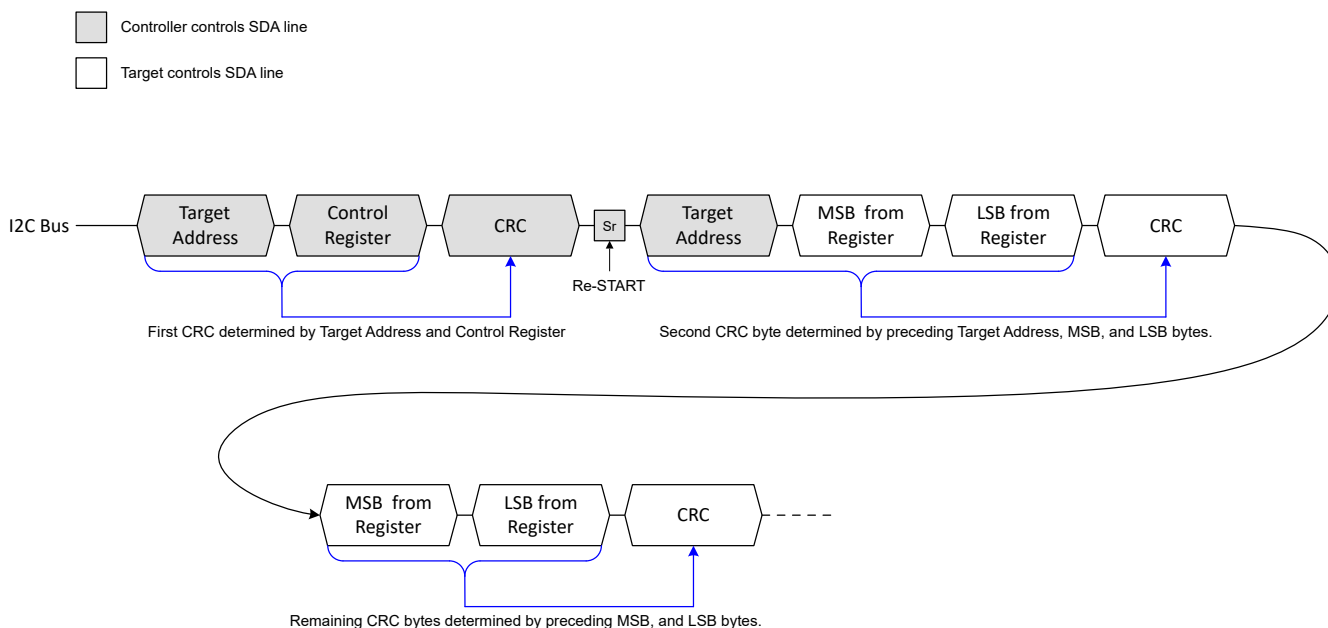 Controller controls SDA line
Target controls SDA line
I2C Bus
Target
Address
Control
Register
CRC
Sr
Target
Address
MSB from
Register
LSB from
Register
CRC
Re-START
First CRC determined by Target Address and Control Register
Second CRC byte determined by preceding Target Address, MSB, and LSB bytes.
MSB from
Register
LSB from
Register
CRC
Remaining CRC bytes determined by preceding MSB, and LSB bytes.